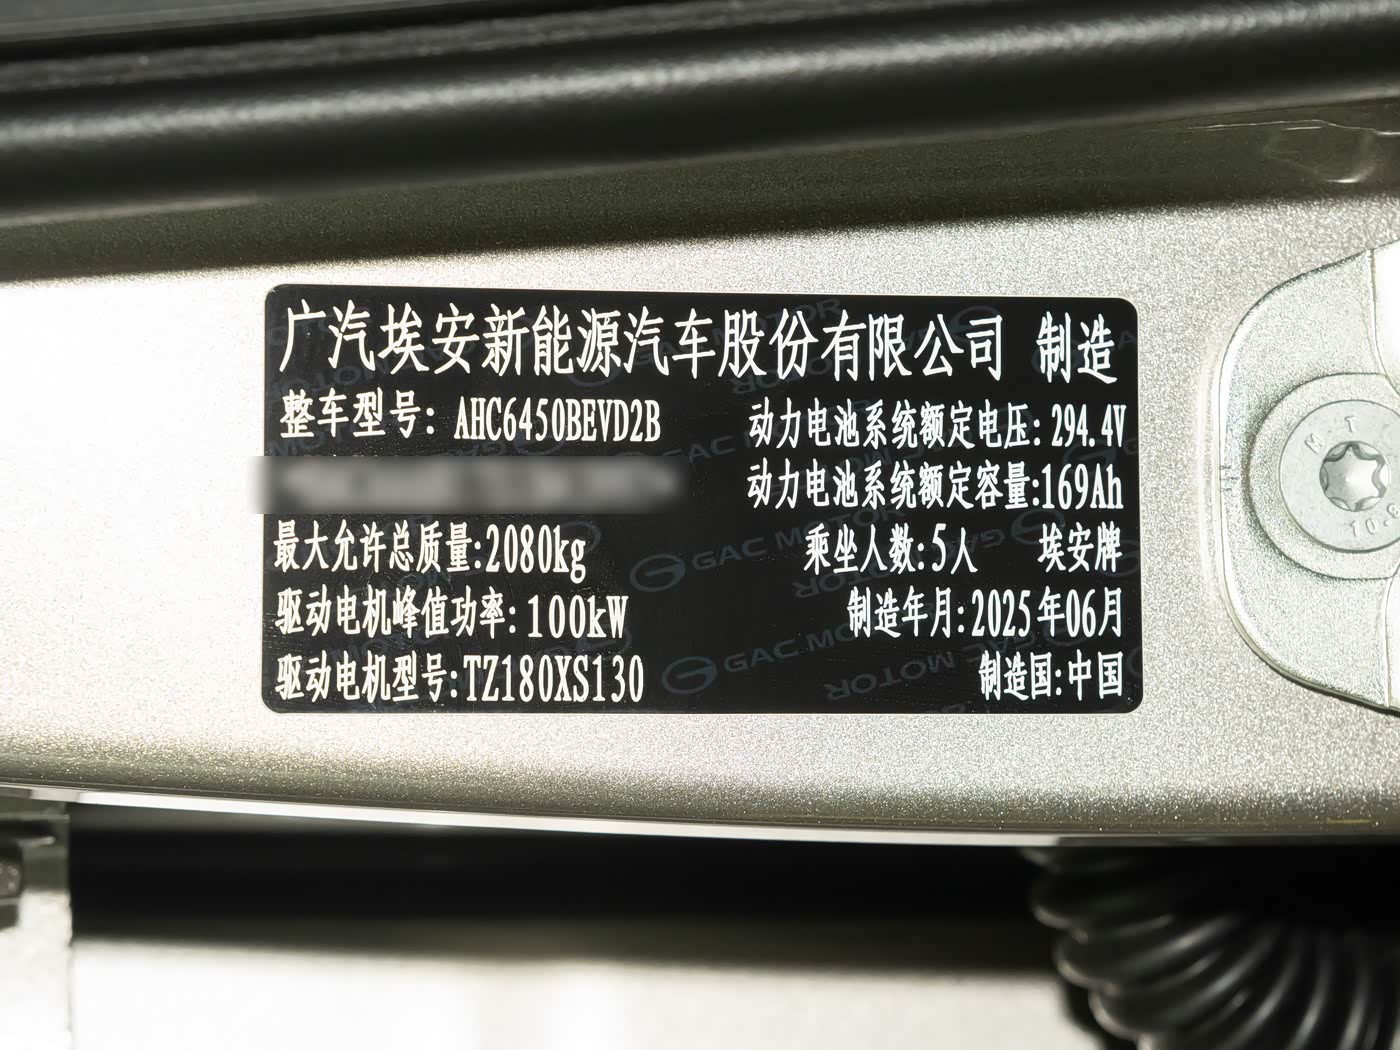 广汽埃安新能源汽车股份有限公司 制造
整车型号：AHC6450BEVD2B
动力电池系统额定电压:294.4V
动力电池系统额定容量:169Ah
最大允许总质量:2080kg
乘坐人数:5人 埃安牌
驱动电机峰值功率:100kW
制造年月:2025年06月
驱动电机型号:TZ180XS130
制造国:中国
GAC MOTOR
GAC MOTOR